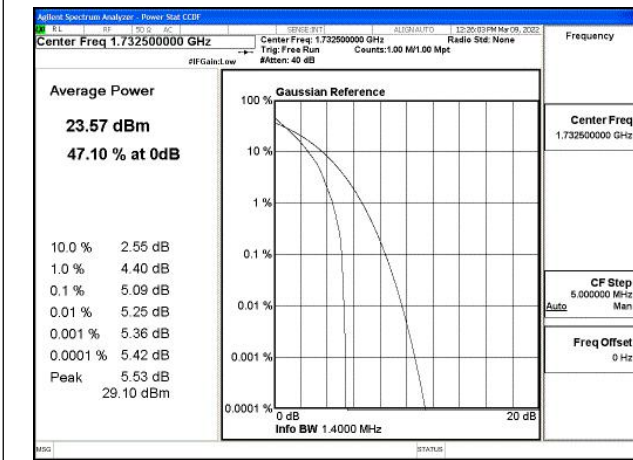 Agilent Spectrum Analyzer - Power Stat CCDF
RL RF 50 Ω AC SENSE:INT ALIGN AUTO 12:26:03 PM Mar 09, 2022
Center Freq 1.732500000 GHz
Center Freq: 1.732500000 GHz Radio Std: None
Trig: Free Run Counts:1.00 M/1.00 Mpt
#IFGain:Low #Atten: 40 dB
Frequency
Average Power
23.57 dBm
47.10 % at 0dB
10.0 % 2.55 dB
1.0 % 4.40 dB
0.1 % 5.09 dB
0.01 % 5.25 dB
0.001 % 5.36 dB
0.0001 % 5.42 dB
Peak 5.53 dB
29.10 dBm
Gaussian Reference
100 %
10 %
1 %
0.1 %
0.01 %
0.001 %
0.0001 %
0 dB 20 dB
Info BW 1.4000 MHz
Center Freq
1.732500000 GHz
CF Step
5.000000 MHz
Auto Man
Freq Offset
0 Hz
MSG STATUS